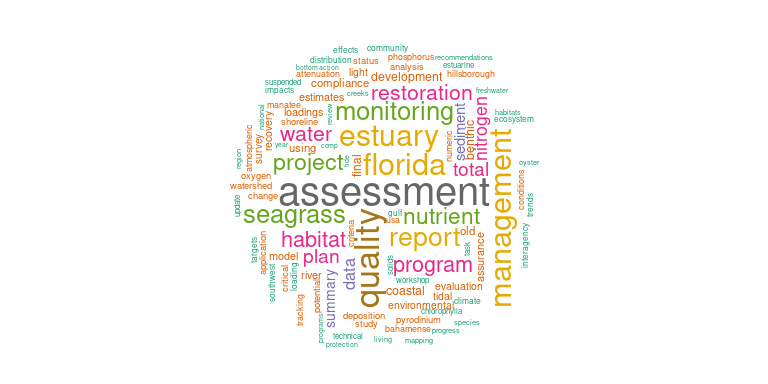 effects
community
distribution
status
phosphorus
recommendations
bottom
action
light
analysis
estuarine
attenuation
development
hillsborough
suspended
compliance
impacts
creeks
restoration
freshwater
estimates
manatee
loadings
review
monitoring
sediment
nitrogen
habitats
ecosystem
national
shoreline
water
estuary
numeric
benthic
recovery
year
comp
atmospheric
survey
using
region
project
tide
final
florida
total
oyster
oxygen
watershed
assessment
management
conditions
change
update
seagrass
quality
gulf
usa
nutrient
trends
habitat
criteria
report
old
interagency
targets
application
model
plan
task
assurance
southwest
critical
loading
river
data
solids
program
workshop
potential
summary
coastal
evaluation
tidal
climate
tracking
environmental
chlorophylla
deposition
study
pyrodinium
species
programs
bahamense
progress
technical
protection
living
mapping